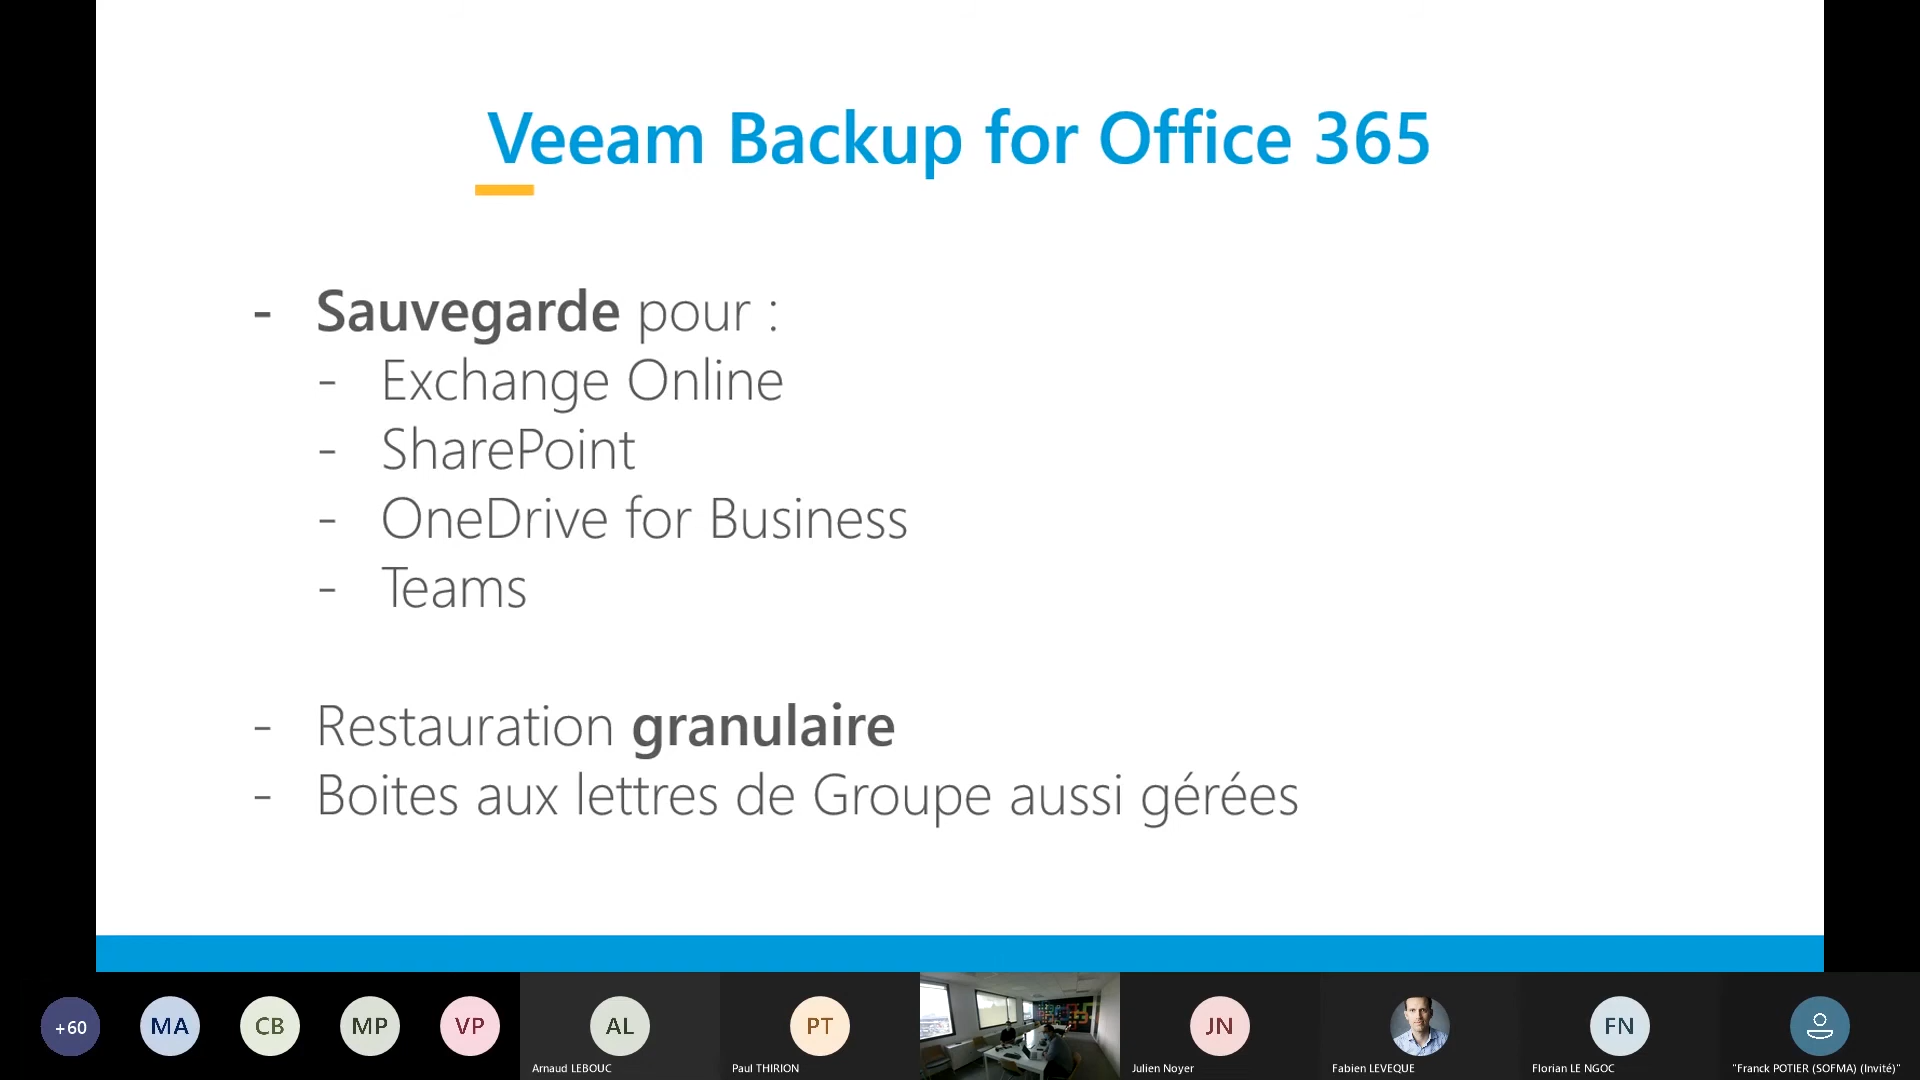 Veeam Backup for Office 365
- Sauvegarde pour :
- Exchange Online
- SharePoint
- OneDrive for Business
- Teams
- Restauration granulaire
- Boites aux lettres de Groupe aussi gérées
+60
MA
CB
MP
VP
AL
PT
JN
FN
Arnaud LEBOUC
Paul THIRION
Julien Noyer
Fabien LEVEQUE
Florian LE NGOC
"Franck POTIER (SOFMA) (Invité)"